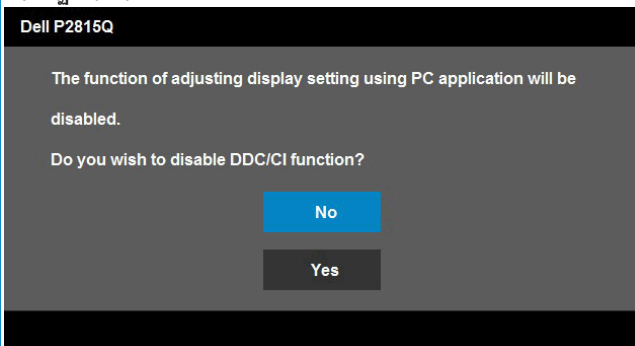 Dell P2815Q
The function of adjusting display setting using PC application will be
disabled.
Do you wish to disable DDC/CI function?
No
Yes